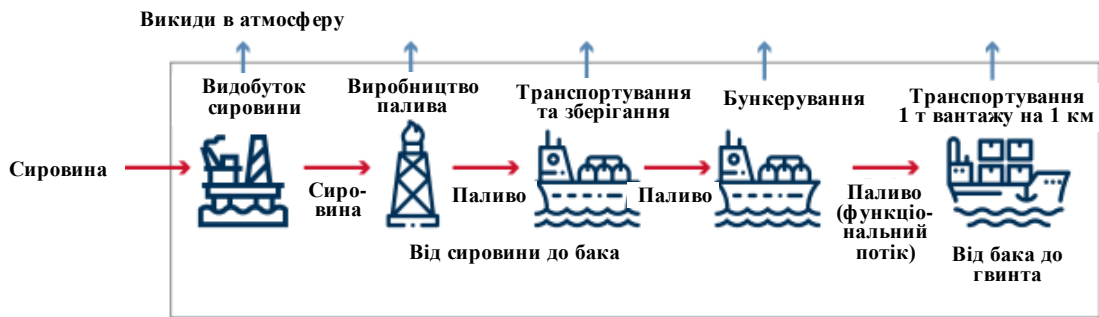 Викиди в атмосферу
Видобуток
сировини
Виробництво
палива
Транспортування
та зберігання
Бункерування
Транспортування
1 т вантажу на 1 км
Сировина
Сиро-
вина
Паливо
Паливо
Паливо
(функціо-
нальний
потік)
Від сировини до бака
Від бака до
гвинта